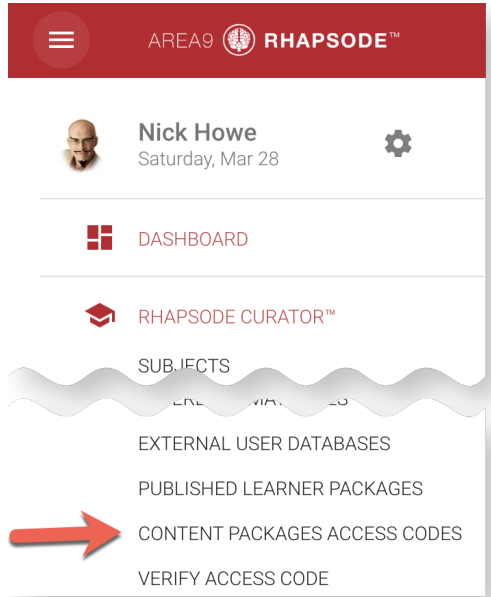 AREA9 RHAPSODE™
Nick Howe
Saturday, Mar 28
DASHBOARD
RHAPSODE CURATOR™
SUBJECTS
EXTERNAL USER DATABASES
PUBLISHED LEARNER PACKAGES
CONTENT PACKAGES ACCESS CODES
VERIFY ACCESS CODE